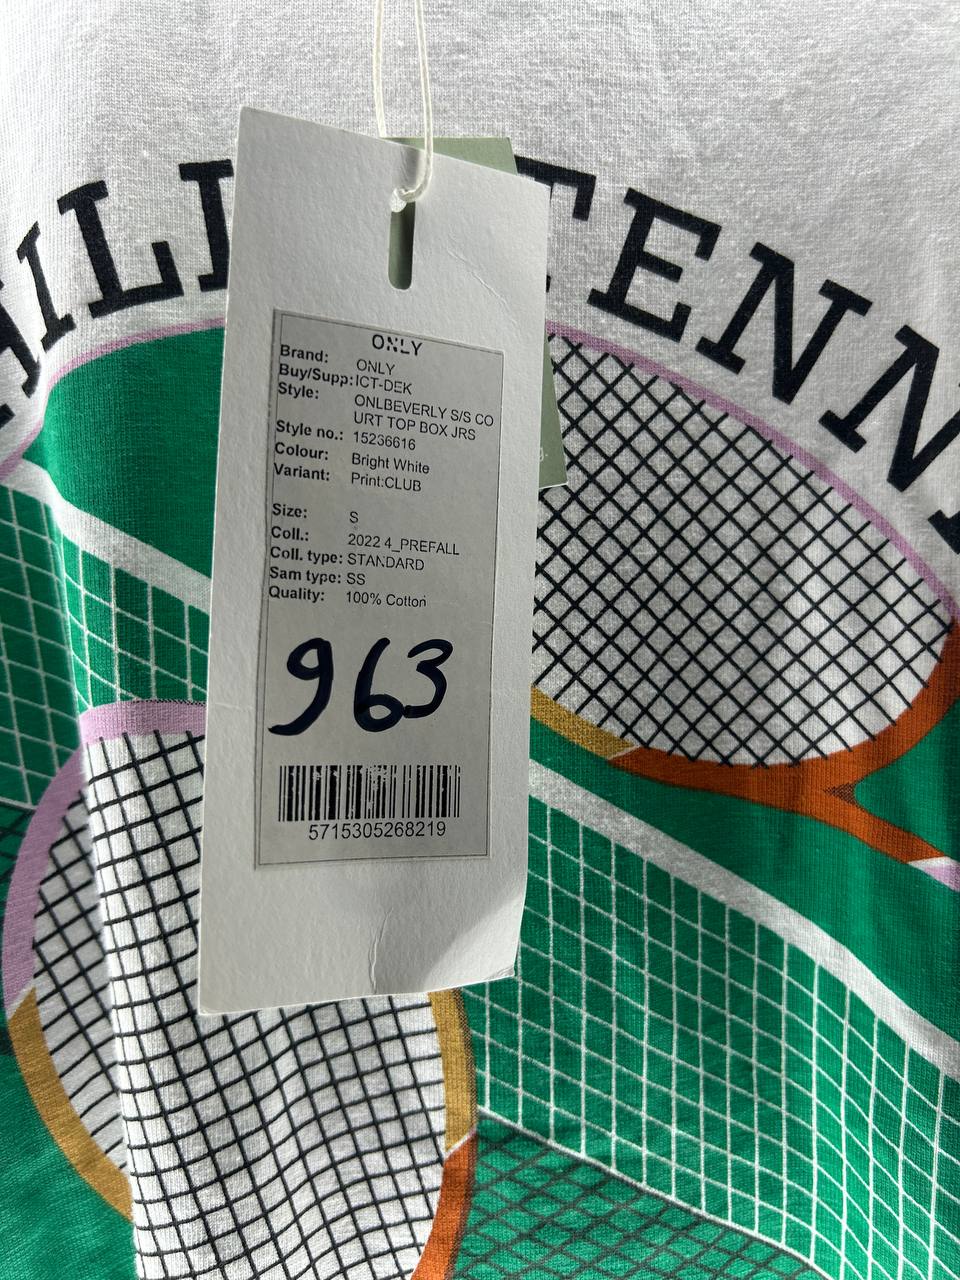 TENN
ONLY
Brand: ONLY
Buy/Supp: ICT-DEK
Style: ONLBEVERLY S/S CO
URT TOP BOX JRS
Style no.: 15236616
Colour: Bright White
Variant: Print:CLUB
Size: S
Coll.: 2022 4_PREFALL
Coll. type: STANDARD
Sam type: SS
Quality: 100% Cotton
963
5715305268219